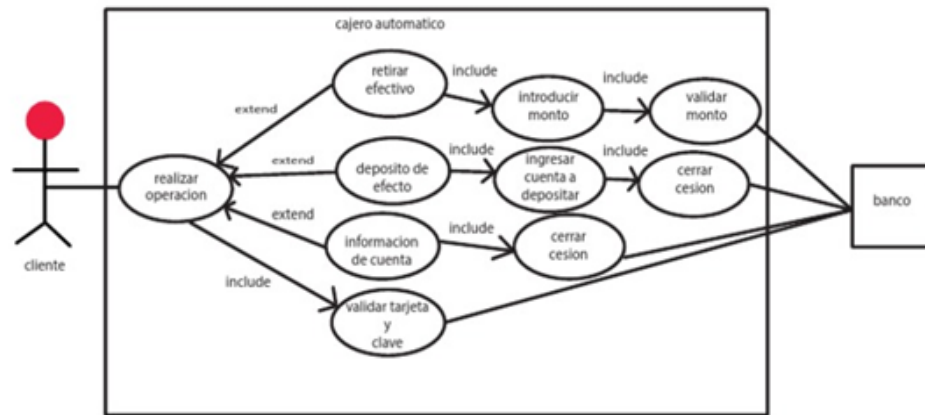 cajero automatico
retirar
efectivo
include
introducir
monto
include
validar
monto
extend
cliente
realizar
operacion
extend
deposito de
efecto
include
ingresar
cuenta a
depositar
include
cerrar
cesion
banco
extend
informacion
de cuenta
include
cerrar
cesion
include
validar tarjeta
y
clave